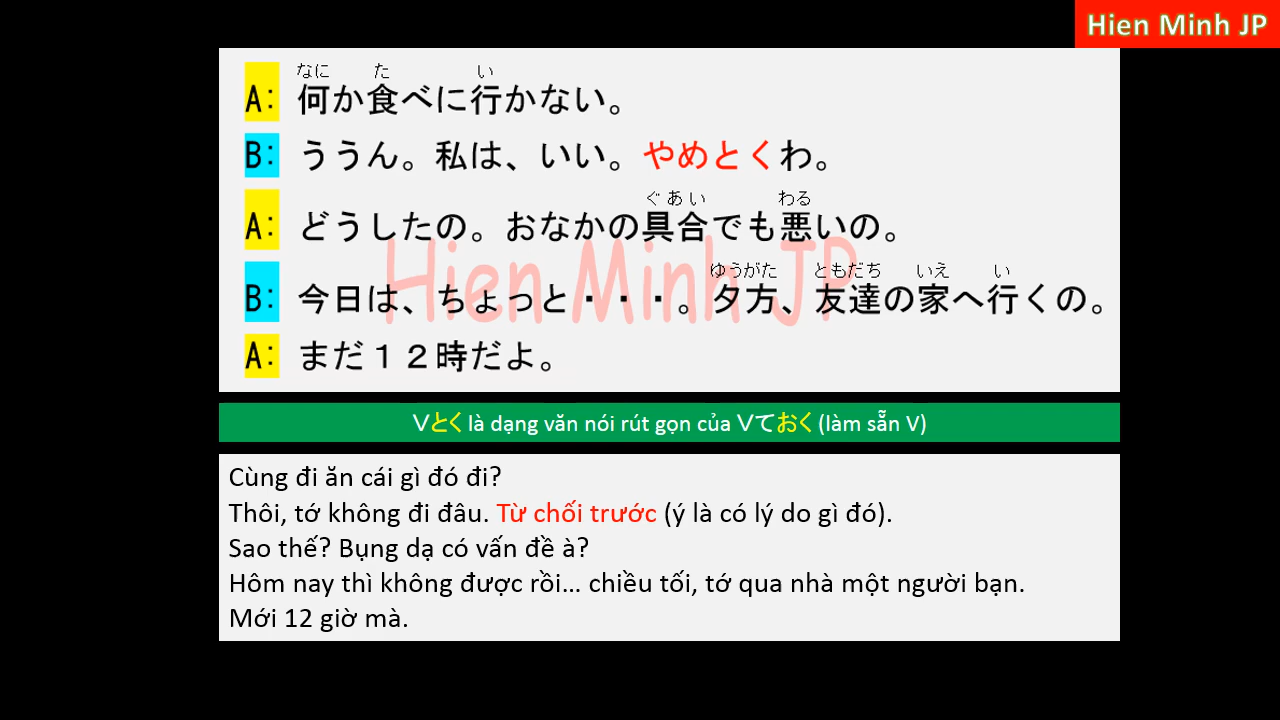 Hien Minh JP
なに た い
A: 何か食べに行かない。
B: ううん。私は、いい。やめとくわ。
ぐあい わる
A: どうしたの。おなかの具合でも悪いの。
ゆうがた ともだち いえ い
B: 今日は、ちょっと・・・。夕方、友達の家へ行くの。
A: まだ１２時だよ。
Hien Minh JP
Ｖとく là dạng văn nói rút gọn của Ｖておく (làm sẵn V)
Cùng đi ăn cái gì đó đi?
Thôi, tớ không đi đâu. Từ chối trước (ý là có lý do gì đó).
Sao thế? Bụng dạ có vấn đề à?
Hôm nay thì không được rồi... chiều tối, tớ qua nhà một người bạn.
Mới 12 giờ mà.